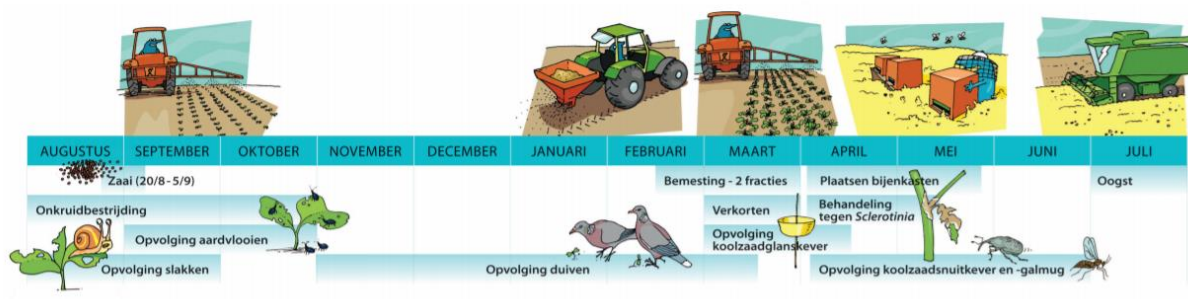 AUGUSTUS SEPTEMBER OKTOBER NOVEMBER DECEMBER JANUARI FEBRUARI MAART APRIL MEI JUNI JULI
Zaai (20/8 - 5/9) Bemesting - 2 fracties Plaatsen bijenkasten Oogst
Onkruidbestrijding Verkorten Behandeling
tegen Sclerotinia
Opvolging aardvlooien Opvolging
koolzaadglanskever
Opvolging slakken Opvolging duiven Opvolging koolzaadsnuitkever en -galmug